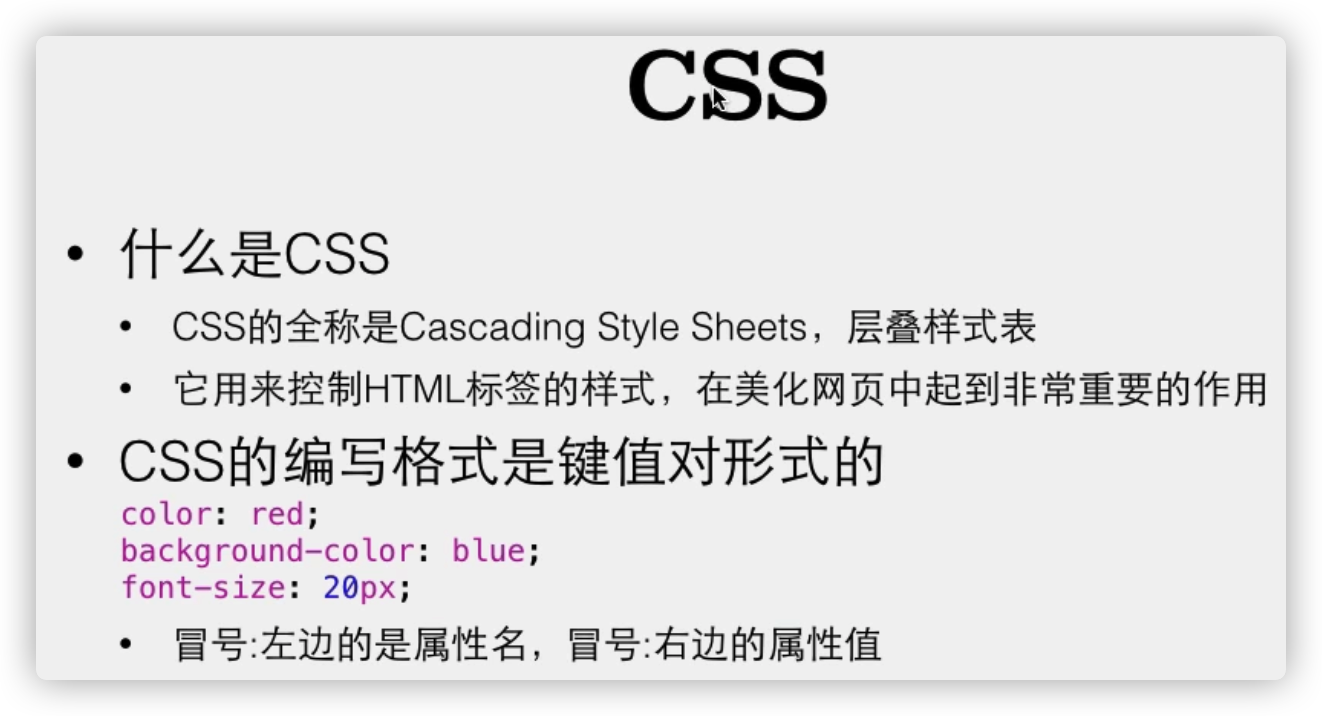 CSS
• 什么是CSS
• CSS的全称是Cascading Style Sheets，层叠样式表
• 它用来控制HTML标签的样式，在美化网页中起到非常重要的作用
• CSS的编写格式是键值对形式的
color: red;
background-color: blue;
font-size: 20px;
• 冒号:左边的是属性名，冒号:右边的属性值